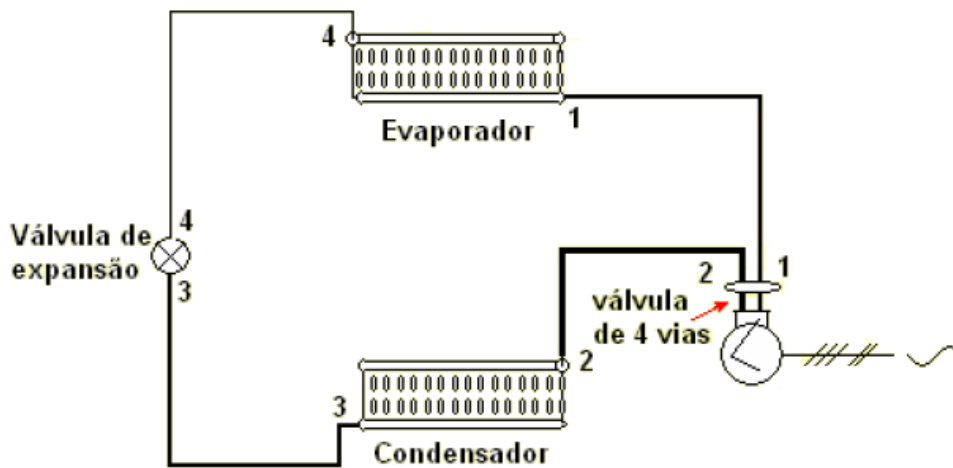 4
Evaporador
1
4
Válvula de
expansão
3
2
1
válvula
de 4 vias
2
3
Condensador